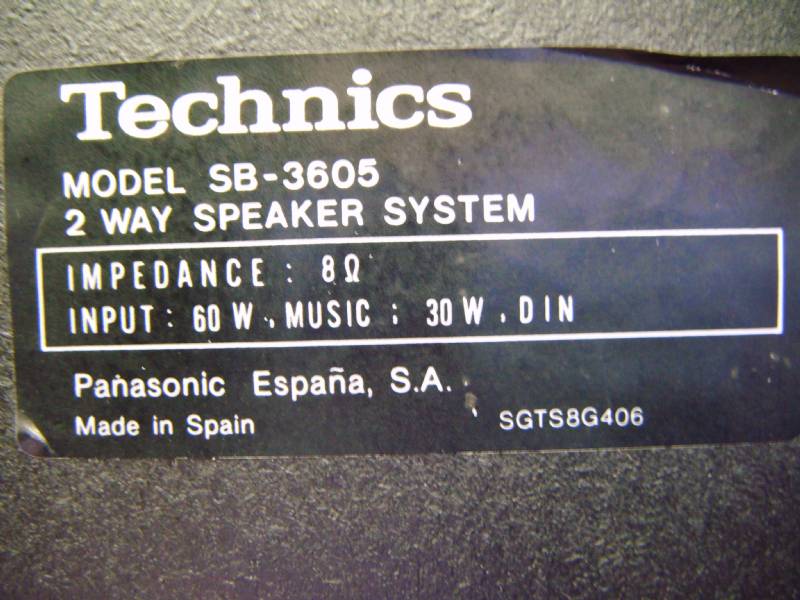 Technics
MODEL SB-3605
2 WAY SPEAKER SYSTEM
IMPEDANCE : 8Ω
INPUT : 60 W , MUSIC ; 30 W , DIN
Panasonic España, S.A.
Made in Spain
SGTS8G406